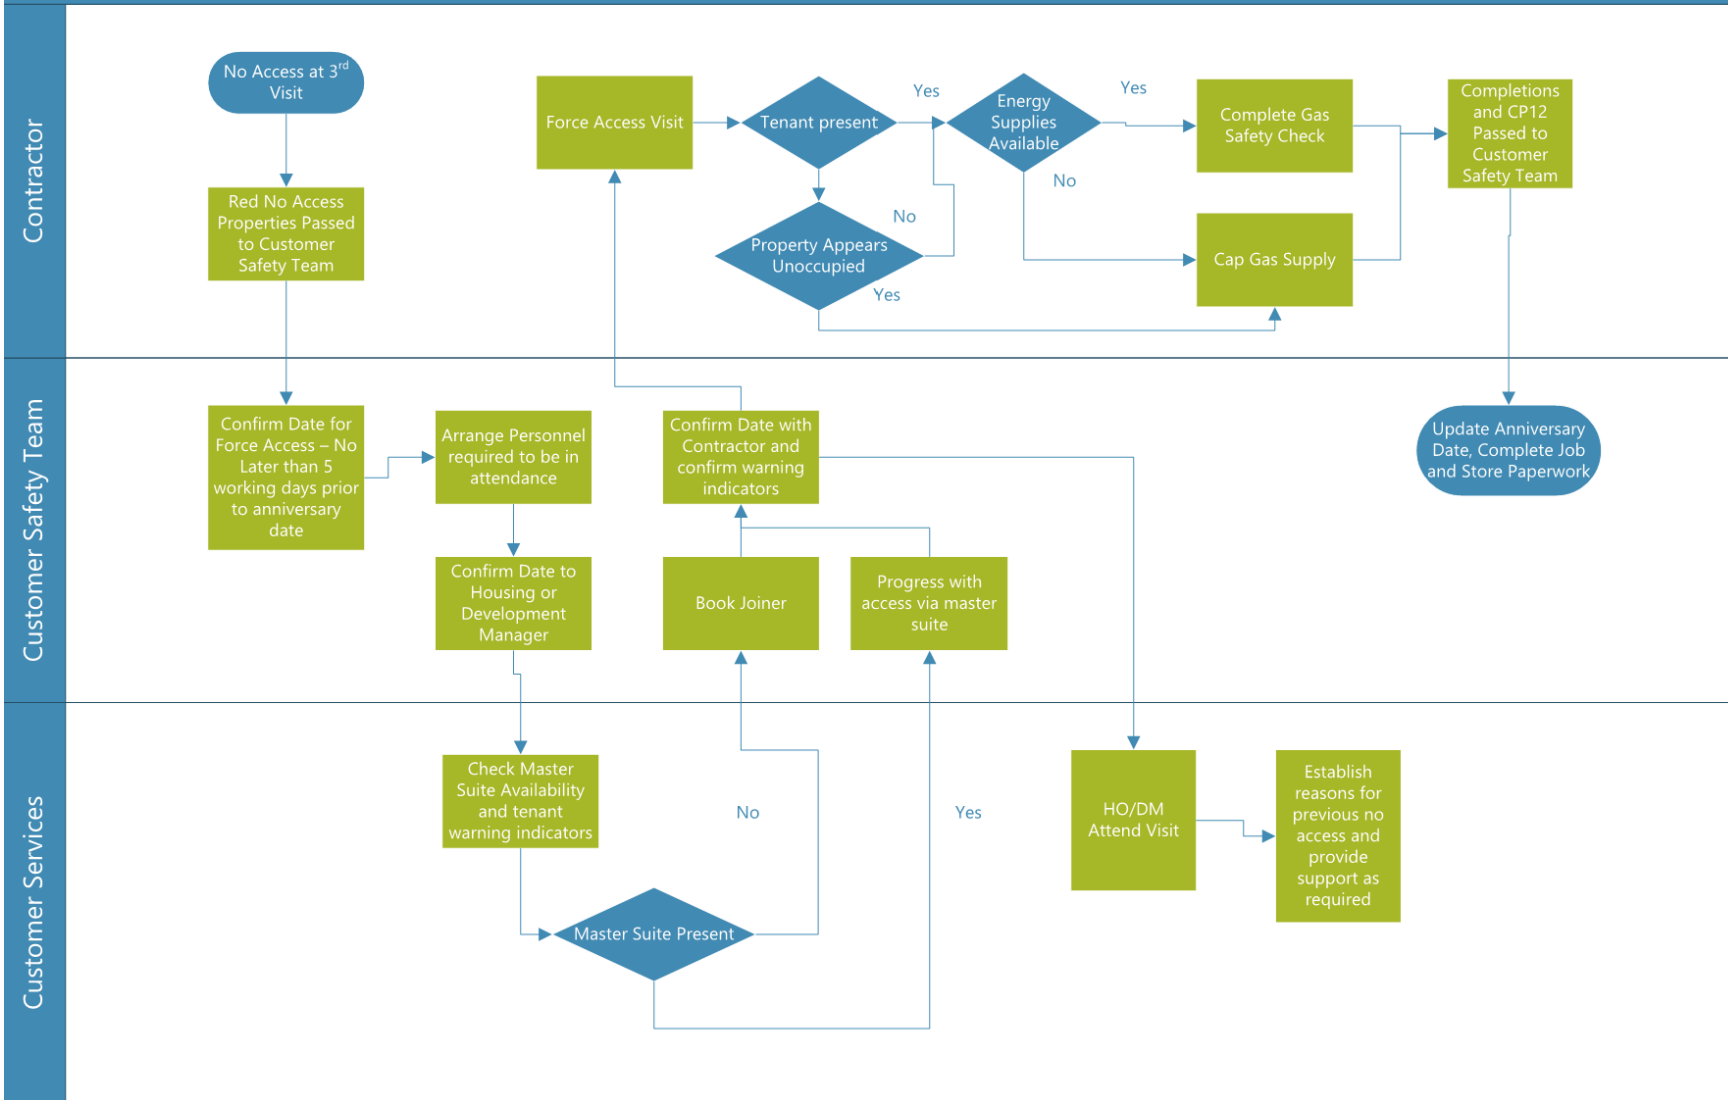 Contractor
No Access at 3rd
Visit
Red No Access
Properties Passed
to Customer
Safety Team
Force Access Visit
Tenant present
Yes
No
Property Appears
Unoccupied
Yes
Energy
Supplies
Available
Yes
No
Complete Gas
Safety Check
Cap Gas Supply
Completions
and CP12
Passed to
Customer
Safety Team
Customer Safety Team
Confirm Date for
Force Access – No
Later than 5
working days prior
to anniversary
date
Arrange Personnel
required to be in
attendance
Confirm Date to
Housing or
Development
Manager
Confirm Date with
Contractor and
confirm warning
indicators
Book Joiner
Progress with
access via master
suite
Update Anniversary
Date, Complete Job
and Store Paperwork
Customer Services
Check Master
Suite Availability
and tenant
warning indicators
Master Suite Present
No
Yes
HO/DM
Attend Visit
Establish
reasons for
previous no
access and
provide
support as
required